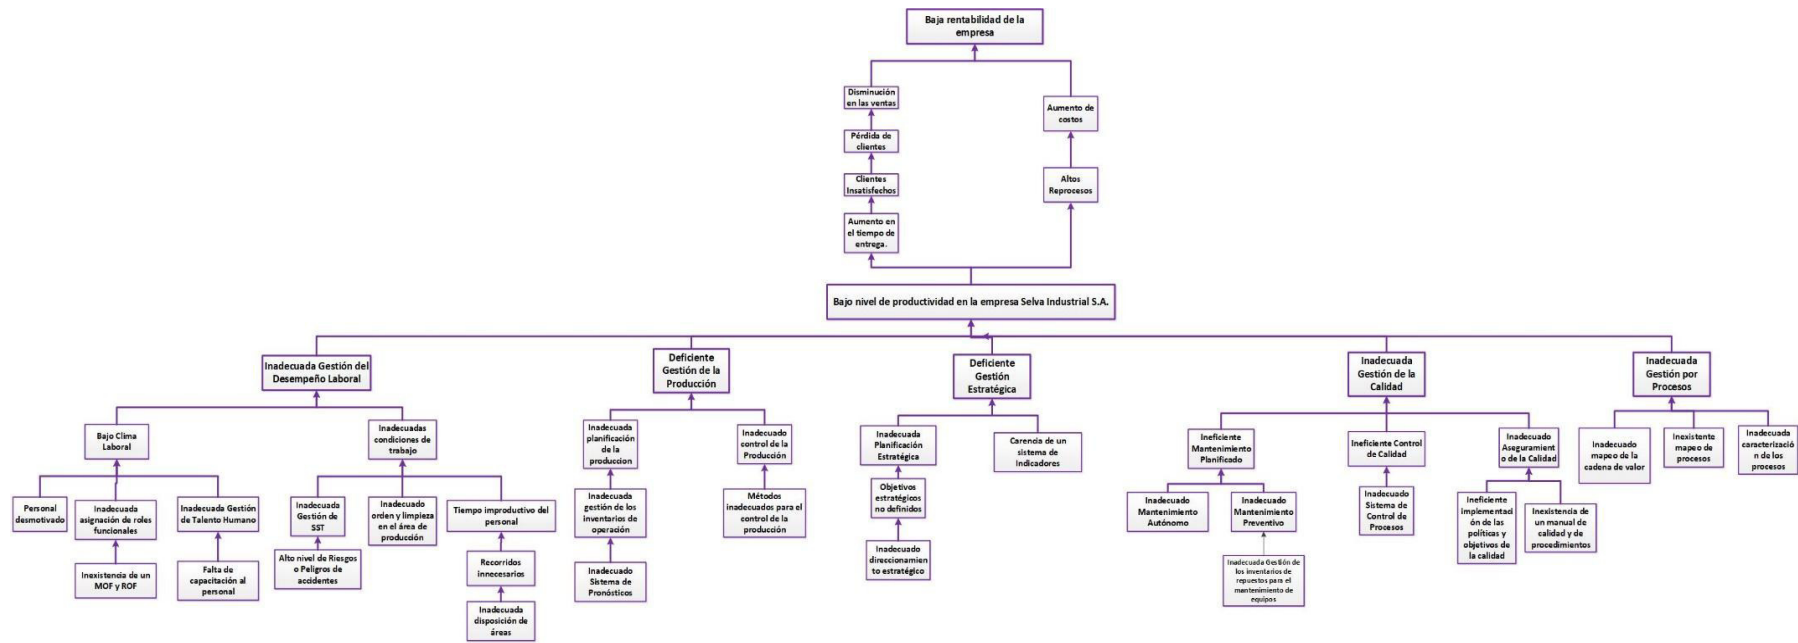 Baja rentabilidad de la
empresa
Disminución
en las ventas
Aumento de
costos
Pérdida de
clientes
Clientes
Insatisfechos
Altos
Reprocesos
Aumento en
el tiempo de
entrega.
Bajo nivel de productividad en la empresa Selva Industrial S.A.
Inadecuada Gestión del
Desempeño Laboral
Deficiente
Gestión de la
Producción
Deficiente
Gestión
Estratégica
Inadecuada
Gestión de la
Calidad
Inadecuada
Gestión por
Procesos
Bajo Clima
Laboral
Inadecuadas
condiciones de
trabajo
Inadecuada
planificación
de la
produccion
Inadecuado
control de la
Producción
Inadecuada
Planificación
Estratégica
Carencia de un
sistema de
Indicadores
Ineficiente
Mantenimiento
Planificado
Ineficiente Control
de Calidad
Inadecuado
Aseguramient
o de la Calidad
Inadecuado
mapeo de la
cadena de valor
Inexistente
mapeo de
procesos
Inadecuada
caracterizació
n de los
procesos
Personal
desmotivado
Inadecuada
asignación de roles
funcionales
Inadecuada Gestión
de Talento Humano
Inadecuada
Gestión de
SST
Inadecuado
orden y limpieza
en el área de
producción
Tiempo improductivo del
personal
Inadecuada
gestión de los
inventarios de
operación
Métodos
inadecuados para el
control de la
producción
Objetivos
estratégicos
no definidos
Inadecuado
Mantenimiento
Autónomo
Inadecuado
Mantenimiento
Preventivo
Inadecuado
Sistema de
Control de
Procesos
Ineficiente
implementaci
ón de las
políticas y
objetivos de
la calidad
Inexistencia de
un manual de
calidad y de
procedimientos
Inexistencia de un
MOF y ROF
Falta de
capacitación al
personal
Alto nivel de Riesgos
o Peligros de
accidentes
Recorridos
innecesarios
Inadecuado
Sistema de
Pronósticos
Inadecuado
direccionamie
nto estratégico
Inadecuada Gestión de
los inventarios de
repuestos para el
mantenimiento de
equipos
Inadecuada
disposición de
áreas